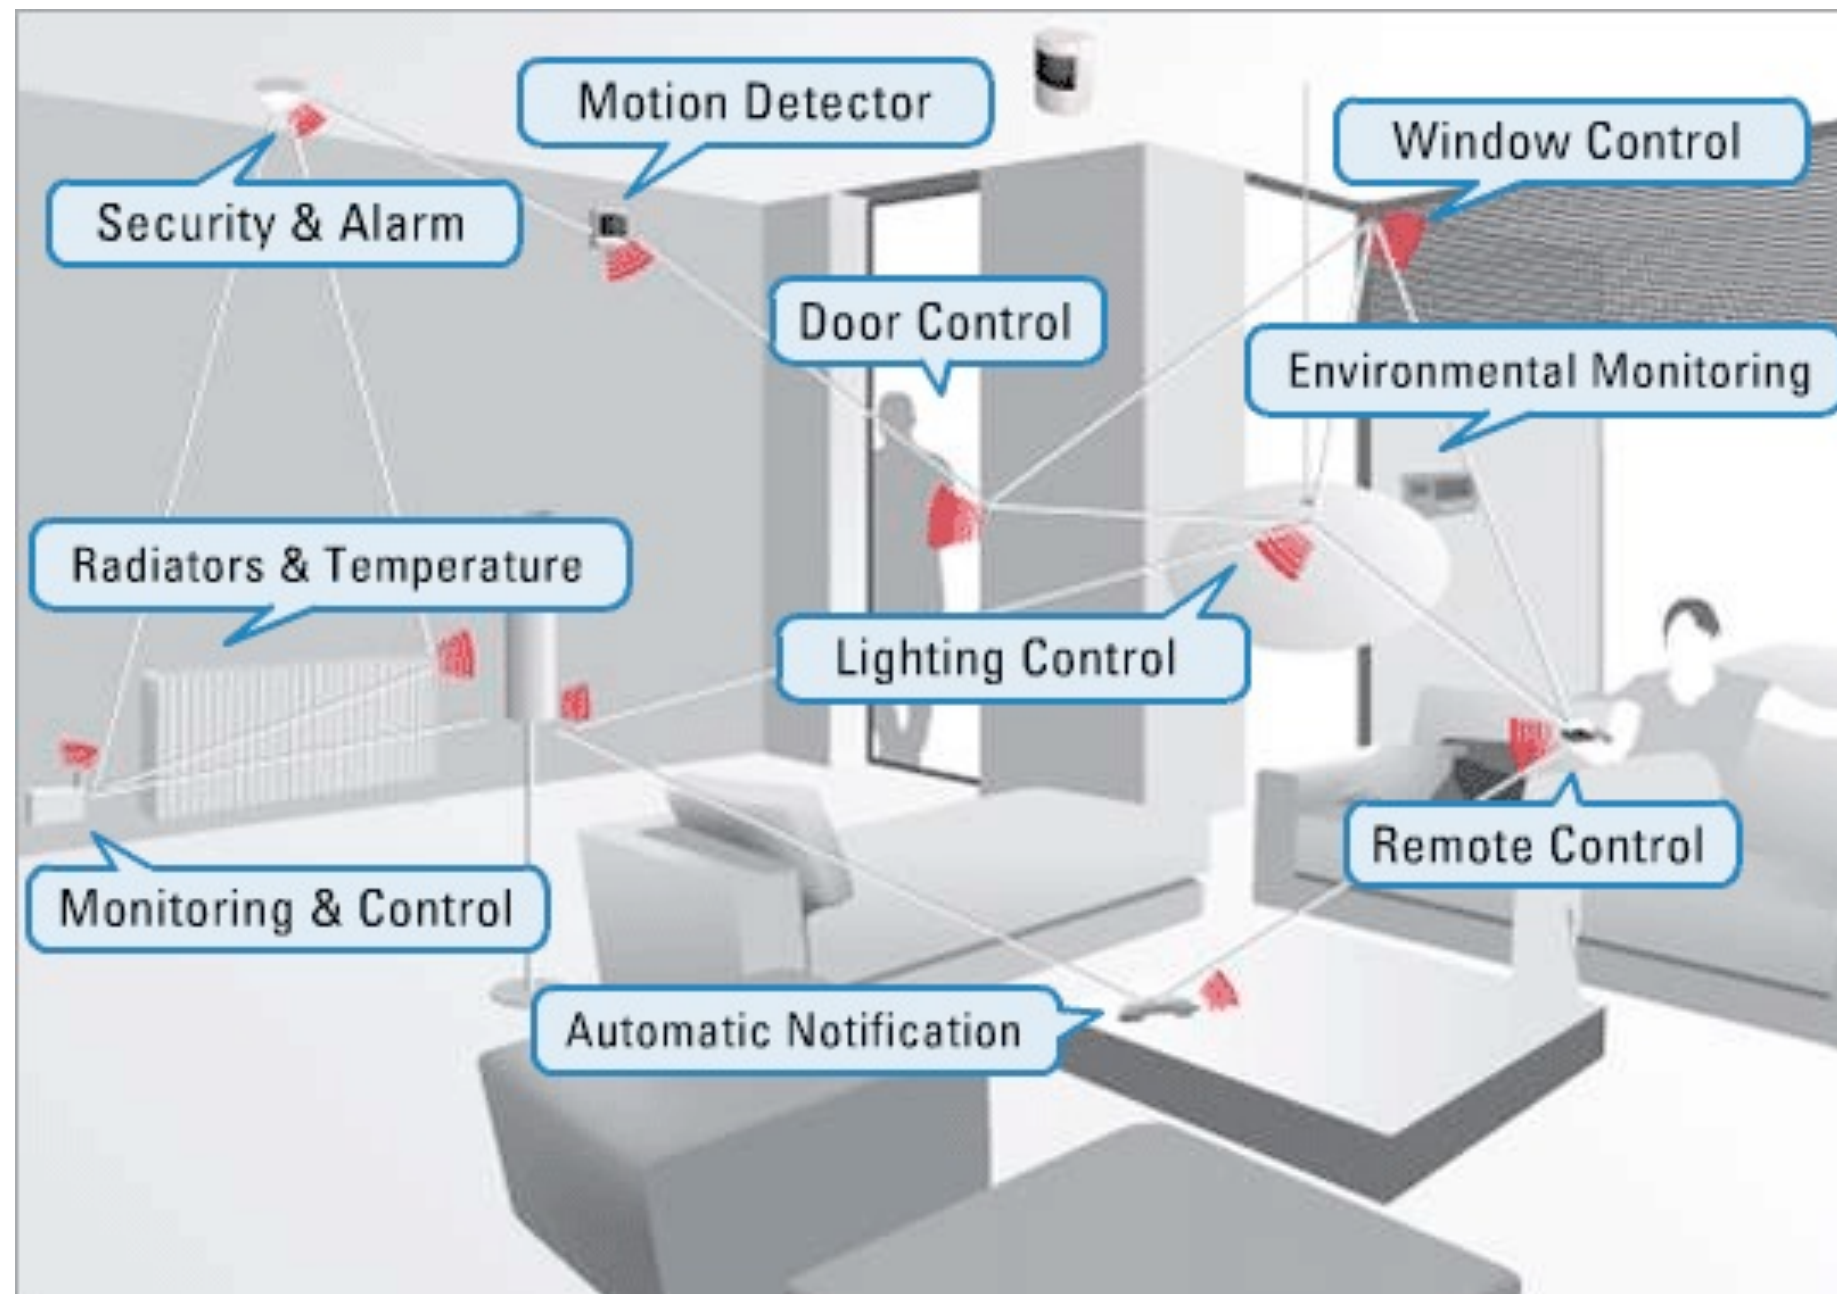 Motion Detector
Window Control
Security & Alarm
Door Control
Environmental Monitoring
Radiators & Temperature
Lighting Control
Remote Control
Monitoring & Control
Automatic Notification